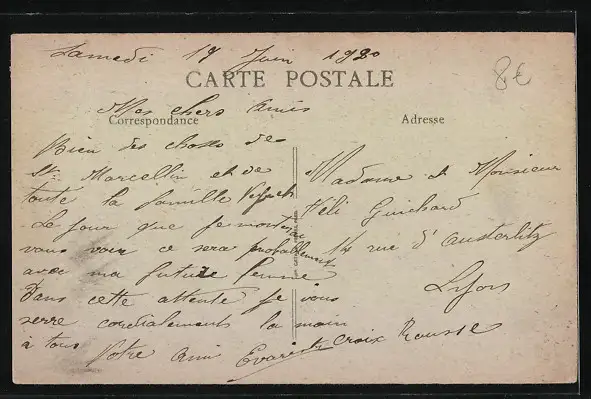 Samedi 19 Juin 1920
8€
CARTE POSTALE
Mes chers Amis
Correspondance
Adresse
Bien des choses de
St Marcellin et de
toute la famille
Le jour que je montrai
vous voir ce sera probablement
avec ma future femme
Dans cette attente je vous
serre cordialement la main
à tous
Votre ami Evariste
Madame et Monsieur
Véli Guichard
14 rue d'Austerlitz
Lyon
Croix Rousse